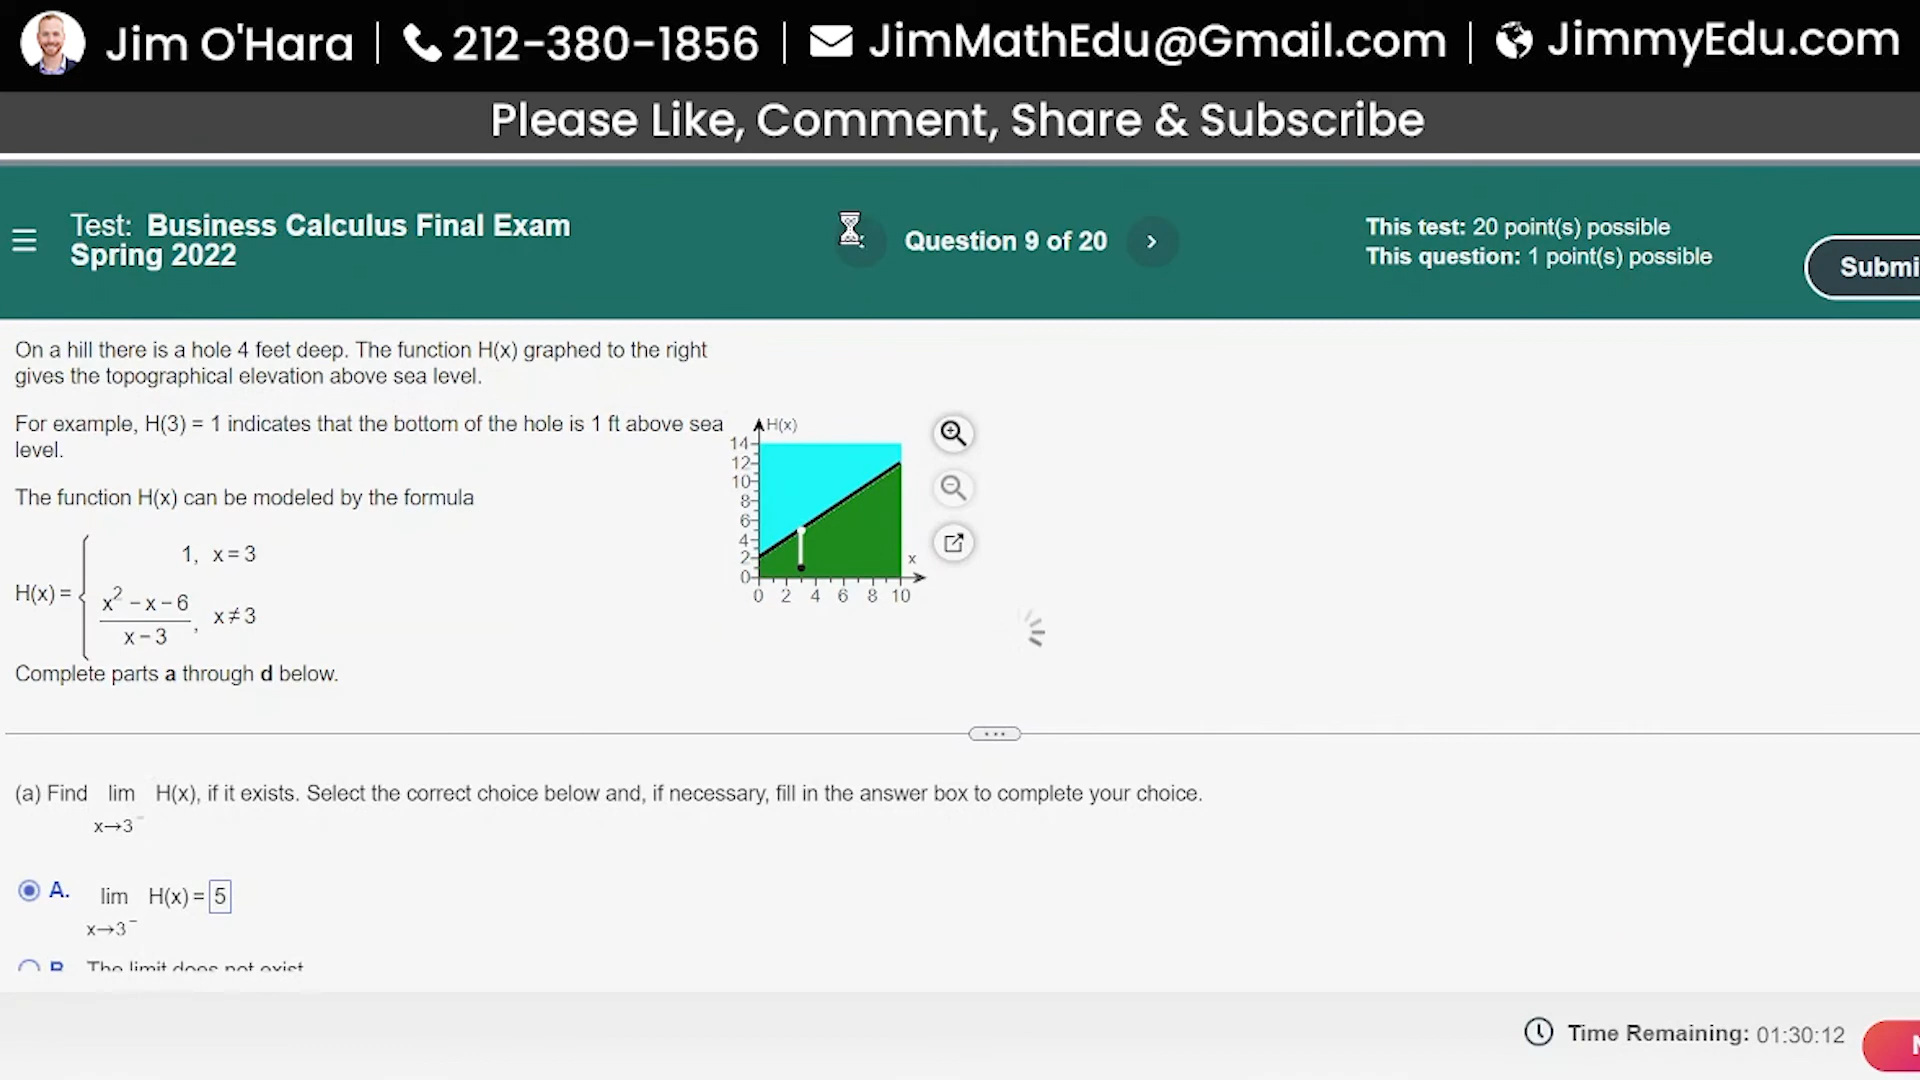 Jim O'Hara | 212-380-1856 | JimMathEdu@Gmail.com | JimmyEdu.com
Please Like, Comment, Share & Subscribe
Test: Business Calculus Final Exam
Spring 2022
Question 9 of 20
This test: 20 point(s) possible
This question: 1 point(s) possible
Submi
On a hill there is a hole 4 feet deep. The function H(x) graphed to the right
gives the topographical elevation above sea level.
For example, H(3) = 1 indicates that the bottom of the hole is 1 ft above sea
level.
The function H(x) can be modeled by the formula
1, x = 3
H(x) =
x² - x - 6
x - 3
, x ≠ 3
Complete parts a through d below.
H(x)
14
12
10
8
6
4
2
0
x
0 2 4 6 8 10
(a) Find lim H(x), if it exists. Select the correct choice below and, if necessary, fill in the answer box to complete your choice.
x→3⁻
A. lim H(x) = 5
x→3⁻
B. The limit does not exist
Time Remaining: 01:30:12